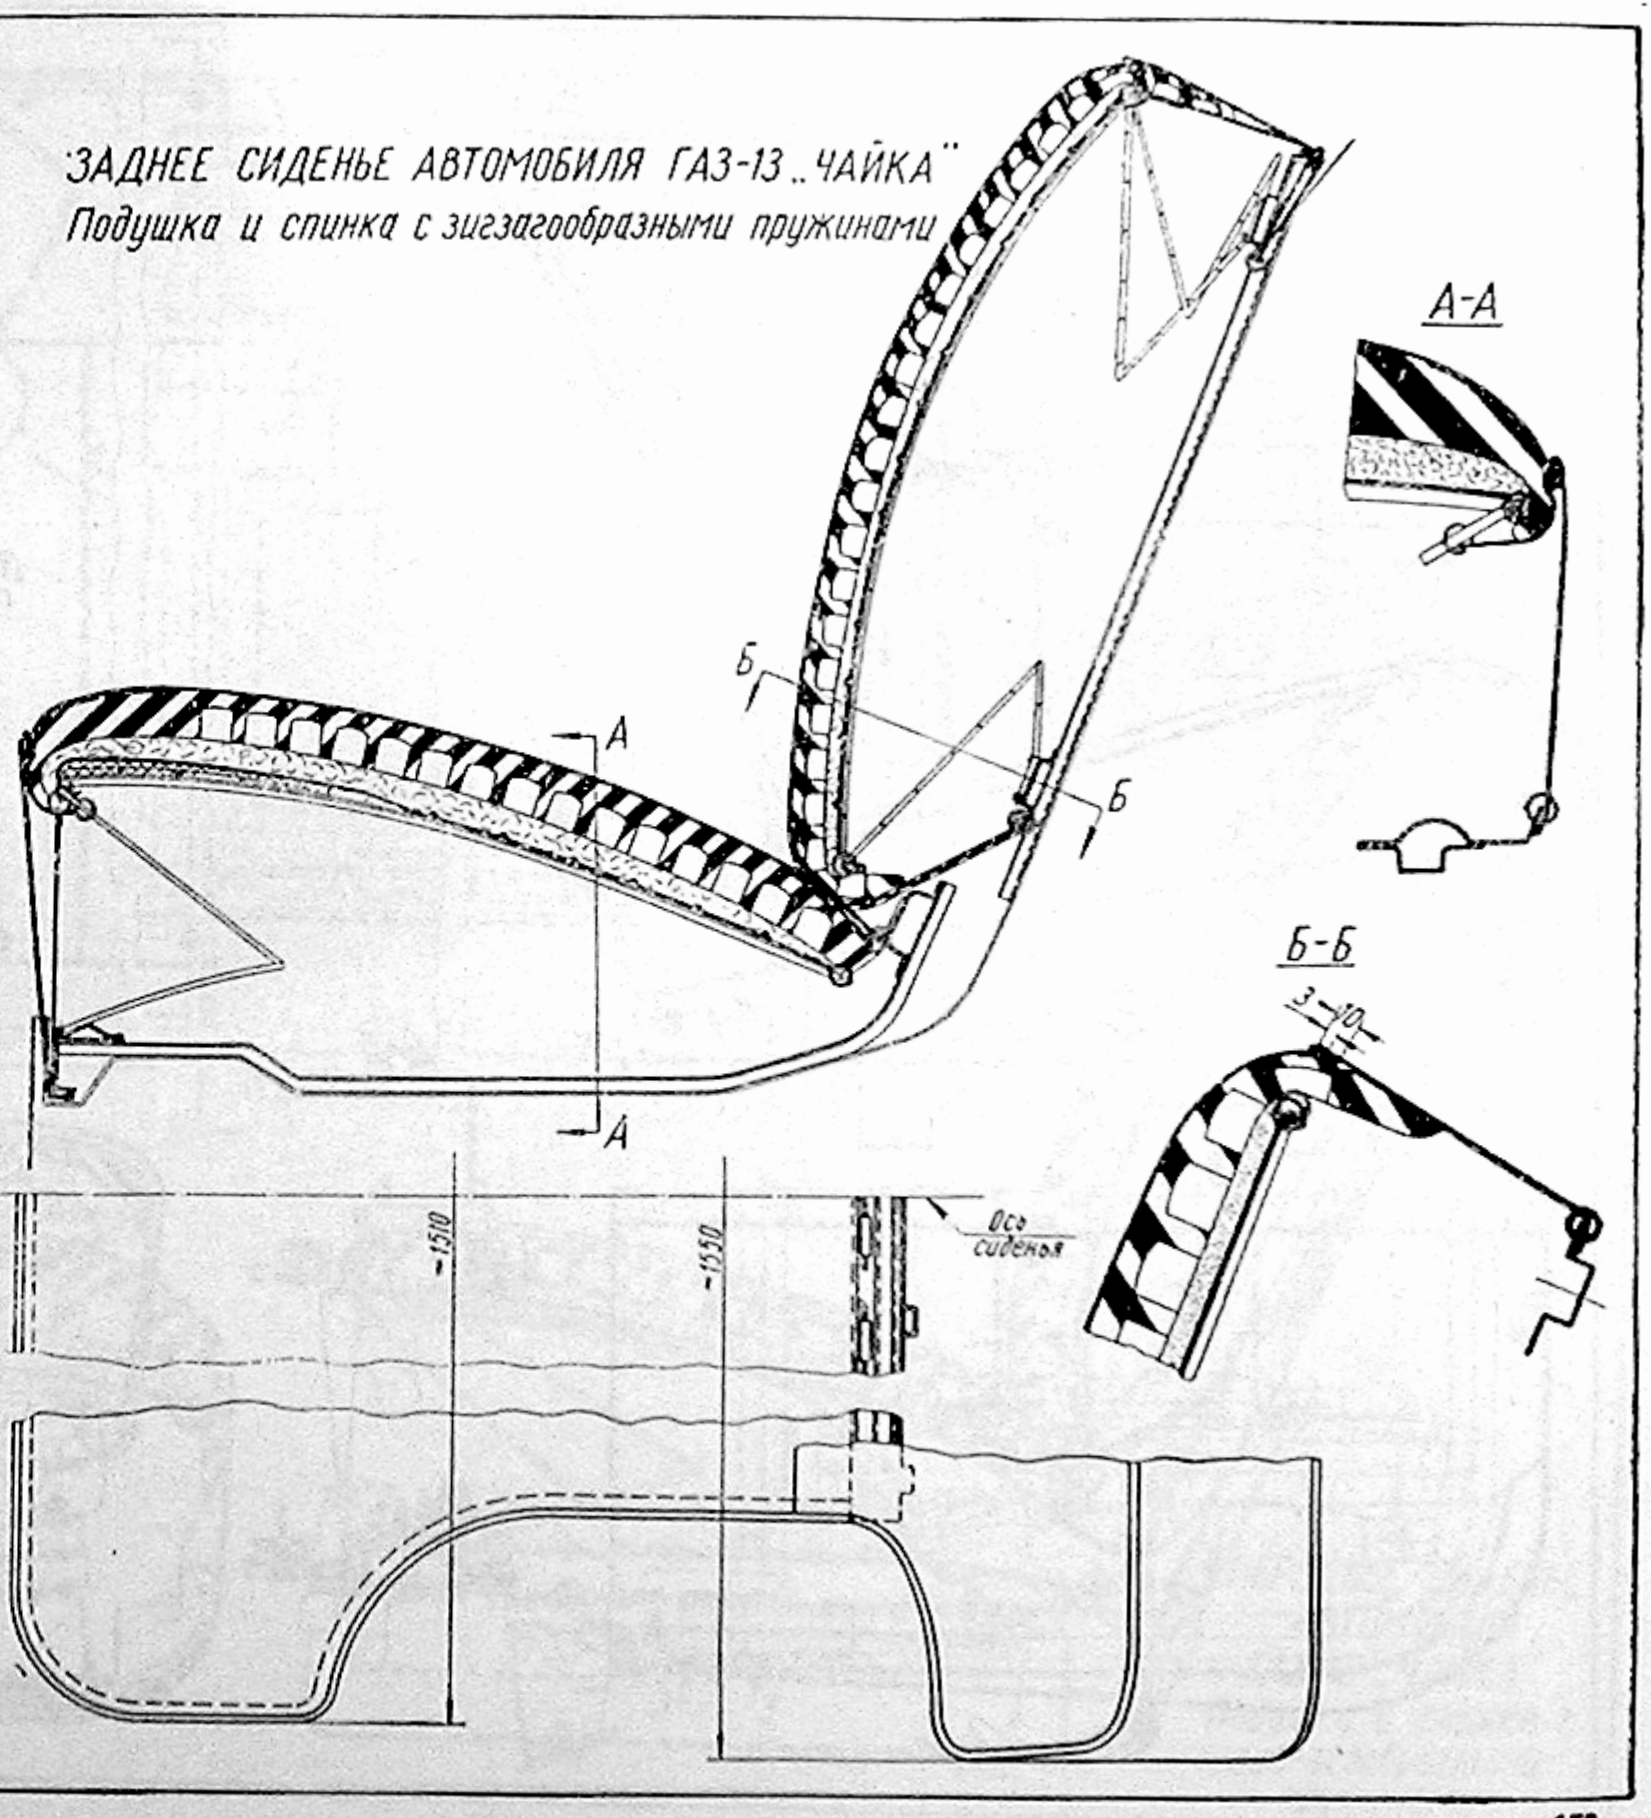 ЗАДНЕЕ СИДЕНЬЕ АВТОМОБИЛЯ ГАЗ-13 „ЧАЙКА“
Подушка и спинка с зигзагообразными пружинами
А-А
Б
А
Б
Б-Б
3
10
А
Ось
сиденья
~1510
~1550